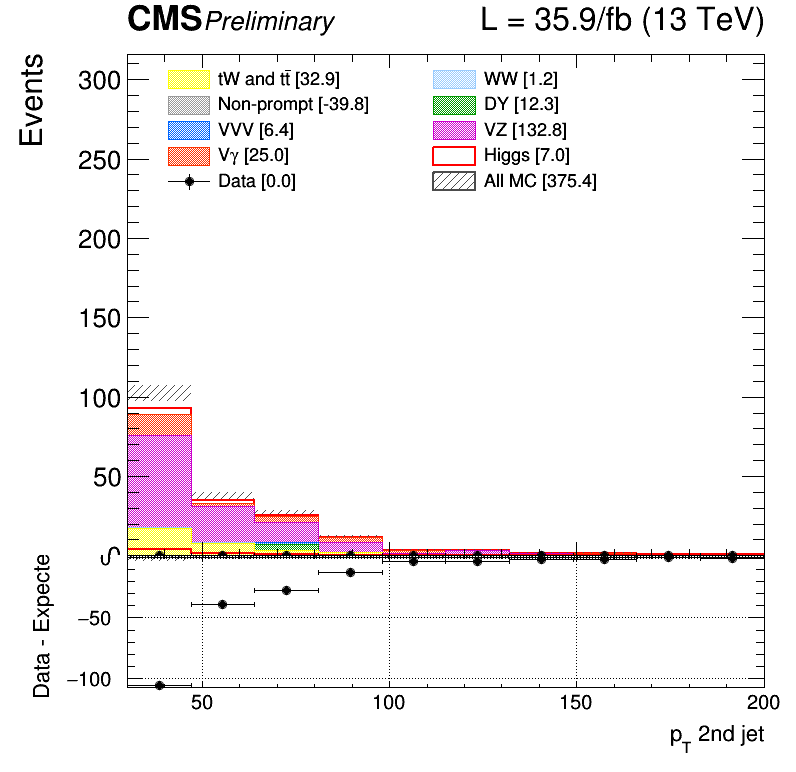 CMS Preliminary L = 35.9/fb (13 TeV)
Events
tW and tt̄ [32.9] WW [1.2]
Non-prompt [-39.8] DY [12.3]
VVV [6.4] VZ [132.8]
Vγ [25.0] Higgs [7.0]
Data [0.0] All MC [375.4]
300
250
200
150
100
50
0
Data - Expecte
0
−50
−100
50 100 150 200
pT 2nd jet